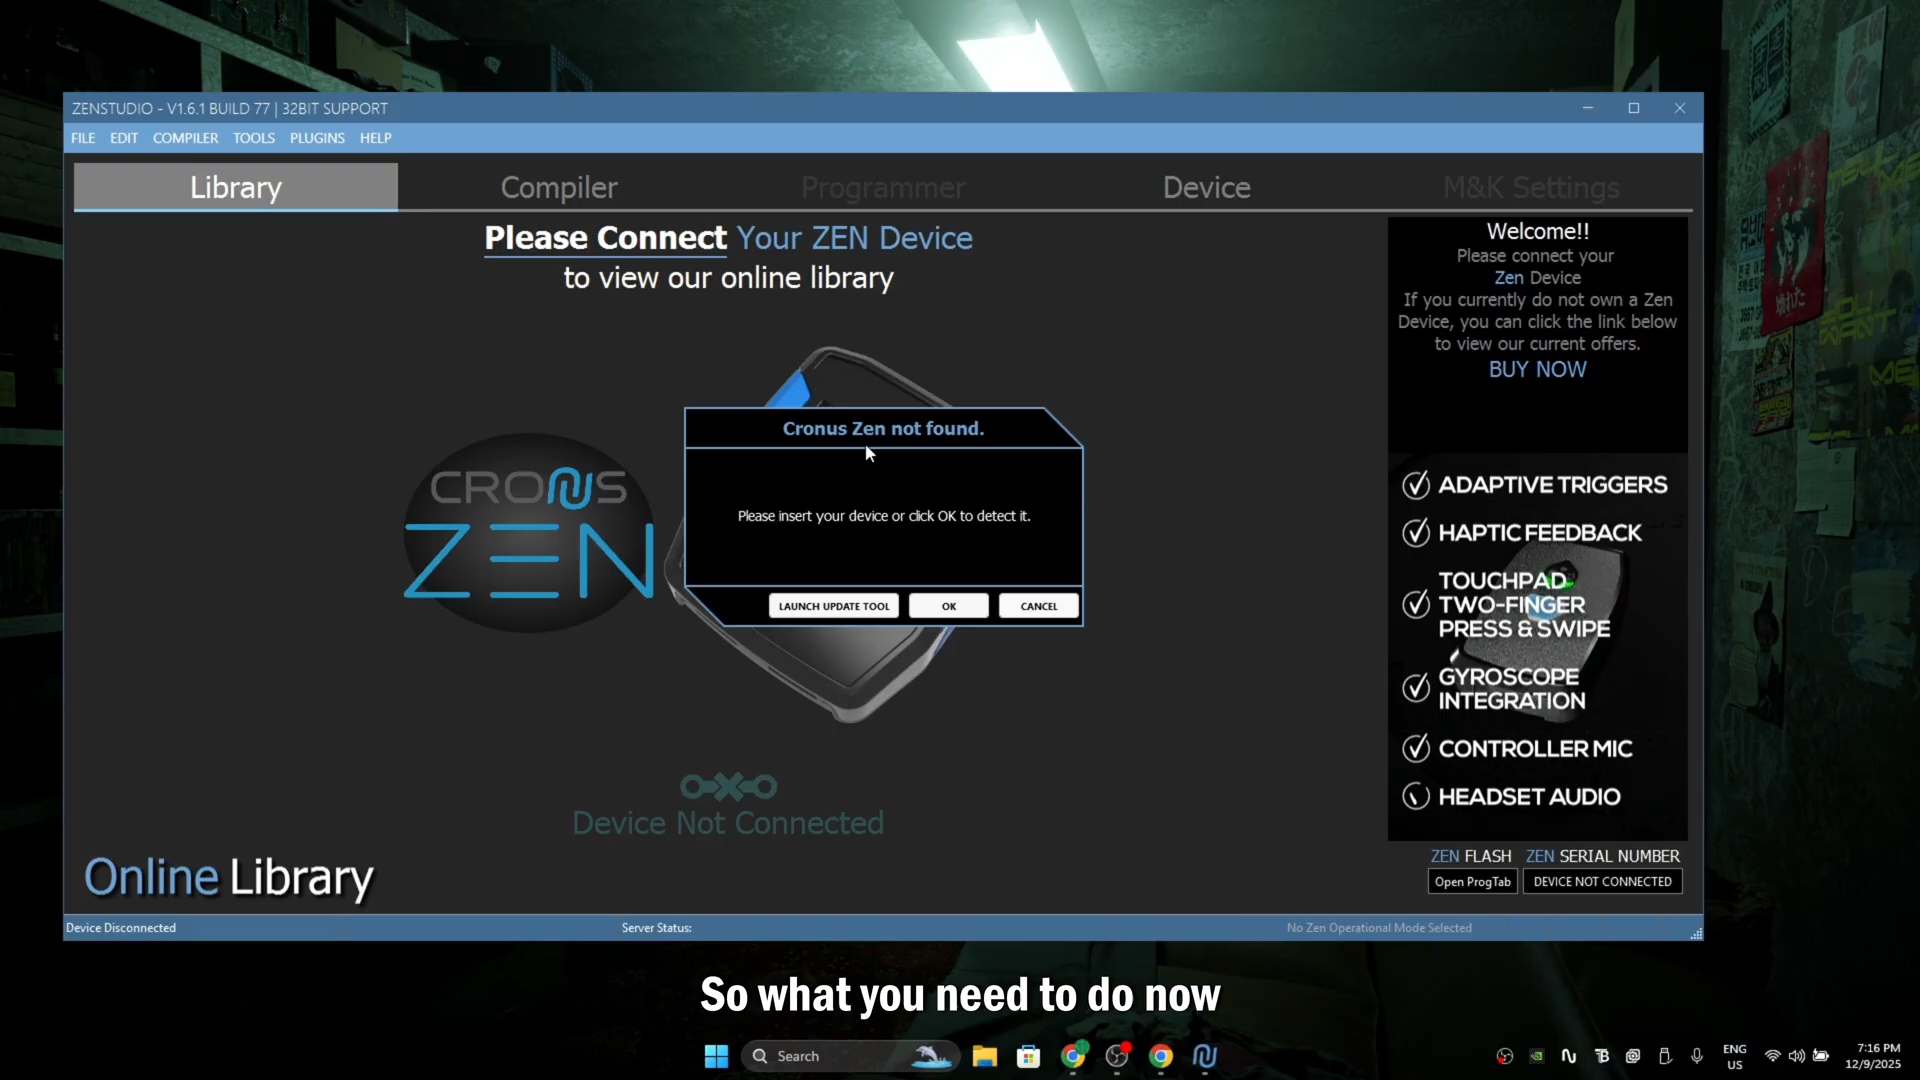 ZENSTUDIO - V1.6.1 BUILD 77 | 32BIT SUPPORT
FILE EDIT COMPILER TOOLS PLUGINS HELP
Library Compiler Programmer Device M&K Settings
Please Connect Your ZEN Device
to view our online library
Welcome!!
Please connect your
Zen Device
If you currently do not own a Zen
Device, you can click the link below
to view our current offers.
BUY NOW
Cronus Zen not found.
Please insert your device or click OK to detect it.
LAUNCH UPDATE TOOL OK CANCEL
CRONUS
ZEN
ADAPTIVE TRIGGERS
HAPTIC FEEDBACK
TOUCHPAD
TWO-FINGER
PRESS & SWIPE
GYROSCOPE
INTEGRATION
CONTROLLER MIC
HEADSET AUDIO
Device Not Connected
Online Library
ZEN FLASH ZEN SERIAL NUMBER
Open ProgTab DEVICE NOT CONNECTED
Device Disconnected Server Status: No Zen Operational Mode Selected
So what you need to do now
Search
ENG
US
7:16 PM
12/9/2025